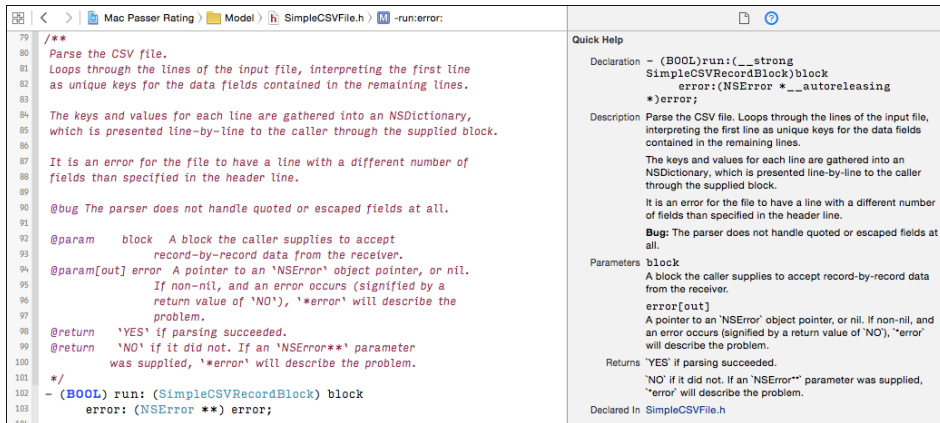 Mac Passer Rating Model SimpleCSVFile.h M -run:error:
79 /**
80 Parse the CSV file.
81 Loops through the lines of the input file, interpreting the first line
82 as unique keys for the data fields contained in the remaining lines.
83
84 The keys and values for each line are gathered into an NSDictionary,
85 which is presented line-by-line to the caller through the supplied block.
86
87 It is an error for the file to have a line with a different number of
88 fields than specified in the header line.
89
90 @bug The parser does not handle quoted or escaped fields at all.
91
92 @param block A block the caller supplies to accept
93 record-by-record data from the receiver.
94 @param[out] error A pointer to an `NSError` object pointer, or nil.
95 If non-nil, and an error occurs (signified by a
96 return value of `NO`), `*error` will describe the
97 problem.
98 @return `YES` if parsing succeeded.
99 @return `NO` if it did not. If an `NSError**` parameter
100 was supplied, `*error` will describe the problem.
101 */
102 - (BOOL) run: (SimpleCSVRecordBlock) block
103 error: (NSError **) error;
Quick Help
Declaration - (BOOL)run:(__strong
SimpleCSVRecordBlock)block
error:(NSError *__autoreleasing
*)error;
Description Parse the CSV file. Loops through the lines of the input file,
interpreting the first line as unique keys for the data fields
contained in the remaining lines.
The keys and values for each line are gathered into an
NSDictionary, which is presented line-by-line to the caller
through the supplied block.
It is an error for the file to have a line with a different number
of fields than specified in the header line.
Bug: The parser does not handle quoted or escaped fields at
all.
Parameters block
A block the caller supplies to accept record-by-record data
from the receiver.
error[out]
A pointer to an `NSError` object pointer, or nil. If non-nil, and
an error occurs (signified by a return value of `NO`), `*error`
will describe the problem.
Returns `YES` if parsing succeeded.
`NO` if it did not. If an `NSError**` parameter was supplied,
`*error` will describe the problem.
Declared In SimpleCSVFile.h